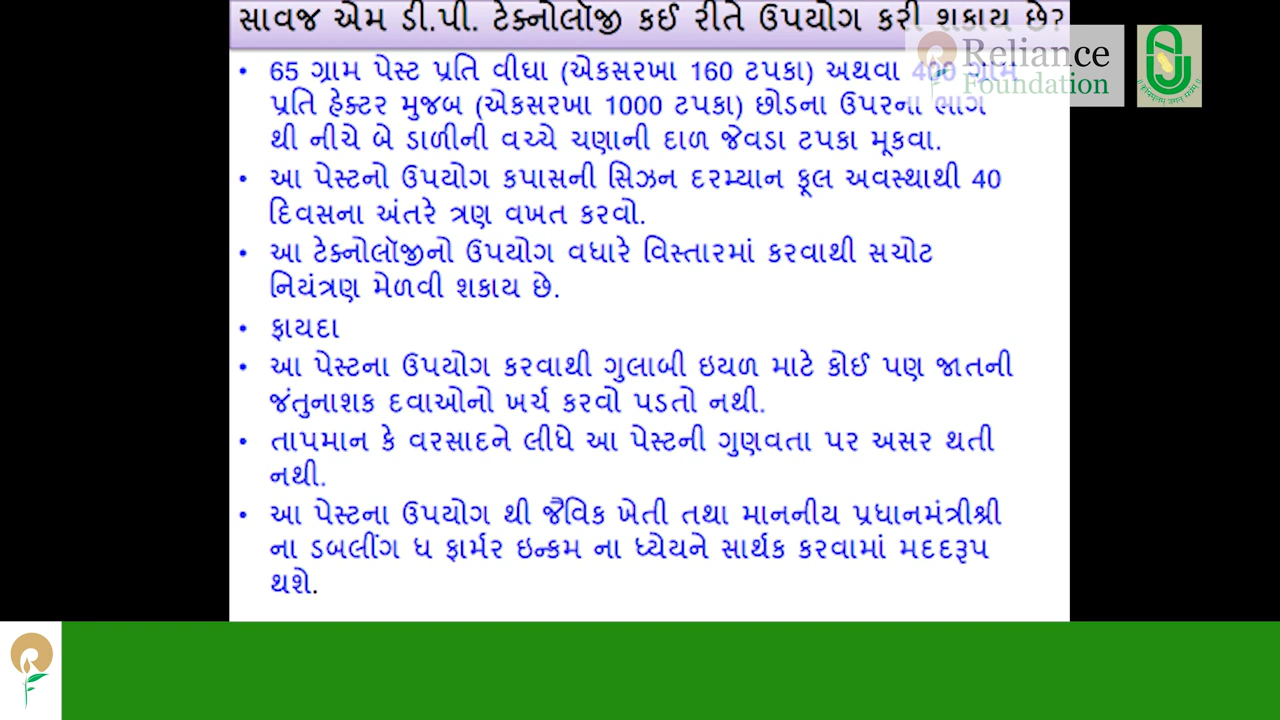 સાવજ એમ ડી.પી. ટેક્નોલૉજી કઈ રીતે ઉપયોગ કરી શકાય છે?
Reliance
Foundation
• 65 ગ્રામ પેસ્ટ પ્રતિ વીઘા (એકસરખા 160 ટપકા) અથવા 400 ગ્રામ
પ્રતિ હેક્ટર મુજબ (એકસરખા 1000 ટપકા) છોડના ઉપરના ભાગ
થી નીચે બે ડાળીની વચ્ચે ચણાની દાળ જેવડા ટપકા મૂકવા.
• આ પેસ્ટનો ઉપયોગ કપાસની સિઝન દરમ્યાન ફૂલ અવસ્થાથી 40
દિવસના અંતરે ત્રણ વખત કરવો.
• આ ટેક્નોલૉજીનો ઉપયોગ વધારે વિસ્તારમાં કરવાથી સચોટ
નિયંત્રણ મેળવી શકાય છે.
• ફાયદા
• આ પેસ્ટના ઉપયોગ કરવાથી ગુલાબી ઇયળ માટે કોઈ પણ જાતની
જંતુનાશક દવાઓનો ખર્ચ કરવો પડતો નથી.
• તાપમાન કે વરસાદને લીધે આ પેસ્ટની ગુણવતા પર અસર થતી
નથી.
• આ પેસ્ટના ઉપયોગ થી જૈવિક ખેતી તથા માનનીય પ્રધાનમંત્રીશ્રી
ના ડબલીંગ ધ ફાર્મર ઇન્કમ ના ધ્યેયને સાર્થક કરવામાં મદદરૂપ
થશે.